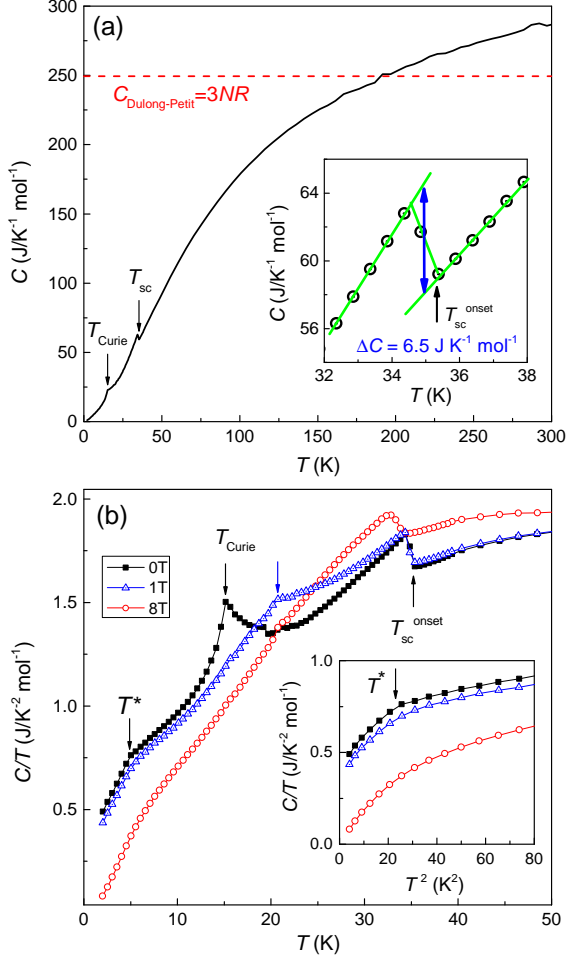 (a)
300
250
200
150
100
50
0
C (J/K⁻¹ mol⁻¹)
C_Dulong-Petit=3NR
T_Curie
T_sc
0 50 100 150 200 250 300
T (K)
64
60
56
C (J/K⁻¹ mol⁻¹)
T_sc^onset
ΔC = 6.5 J K⁻¹ mol⁻¹
32 34 36 38
T (K)
(b)
2.0
1.5
1.0
0.5
C/T (J/K⁻² mol⁻¹)
0T
1T
8T
T_Curie
T*
T_sc^onset
0 10 20 30 40 50
T (K)
1.0
0.5
0.0
C/T (J/K⁻² mol⁻¹)
T*
0 20 40 60 80
T² (K²)